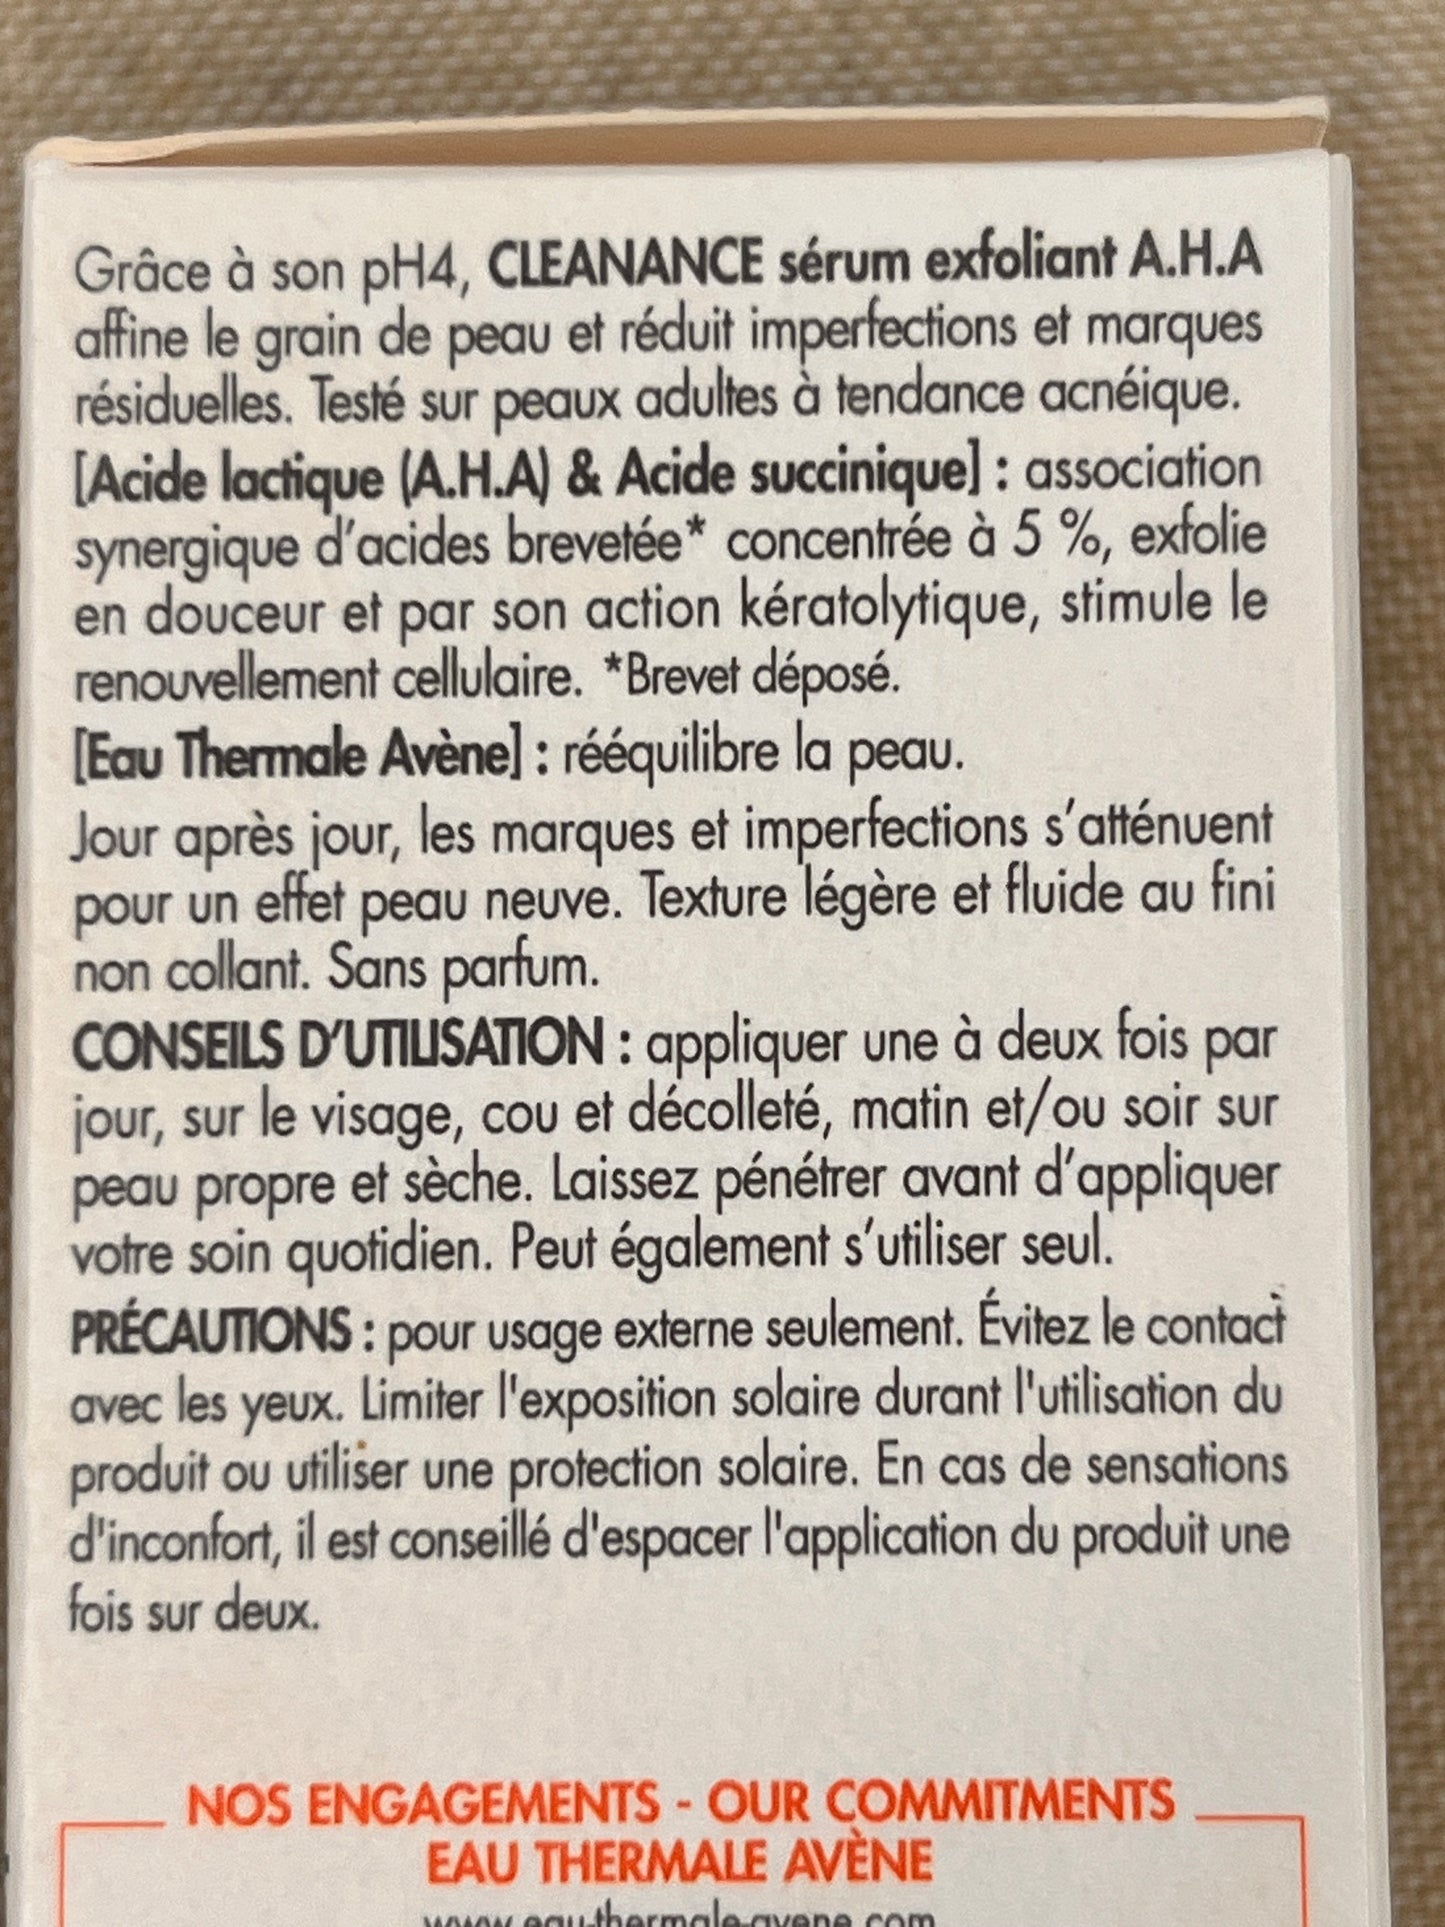 Grâce à son pH4, CLEANANCE sérum exfoliant A.H.A
affine le grain de peau et réduit imperfections et marques
résiduelles. Testé sur peaux adultes à tendance acnéique.
[Acide lactique (A.H.A) & Acide succinique] : association
synergique d'acides brevetée* concentrée à 5 %, exfolie
en douceur et par son action kératolytique, stimule le
renouvellement cellulaire. *Brevet déposé.
[Eau Thermale Avène] : rééquilibre la peau.
Jour après jour, les marques et imperfections s'atténuent
pour un effet peau neuve. Texture légère et fluide au fini
non collant. Sans parfum.
CONSEILS D'UTILISATION : appliquer une à deux fois par
jour, sur le visage, cou et décolleté, matin et/ou soir sur
peau propre et sèche. Laissez pénétrer avant d'appliquer
votre soin quotidien. Peut également s'utiliser seul.
PRÉCAUTIONS : pour usage externe seulement. Évitez le contact
avec les yeux. Limiter l'exposition solaire durant l'utilisation du
produit ou utiliser une protection solaire. En cas de sensations
d'inconfort, il est conseillé d'espacer l'application du produit une
fois sur deux.
NOS ENGAGEMENTS - OUR COMMITMENTS
EAU THERMALE AVÈNE
www.eau-thermale-avene.com